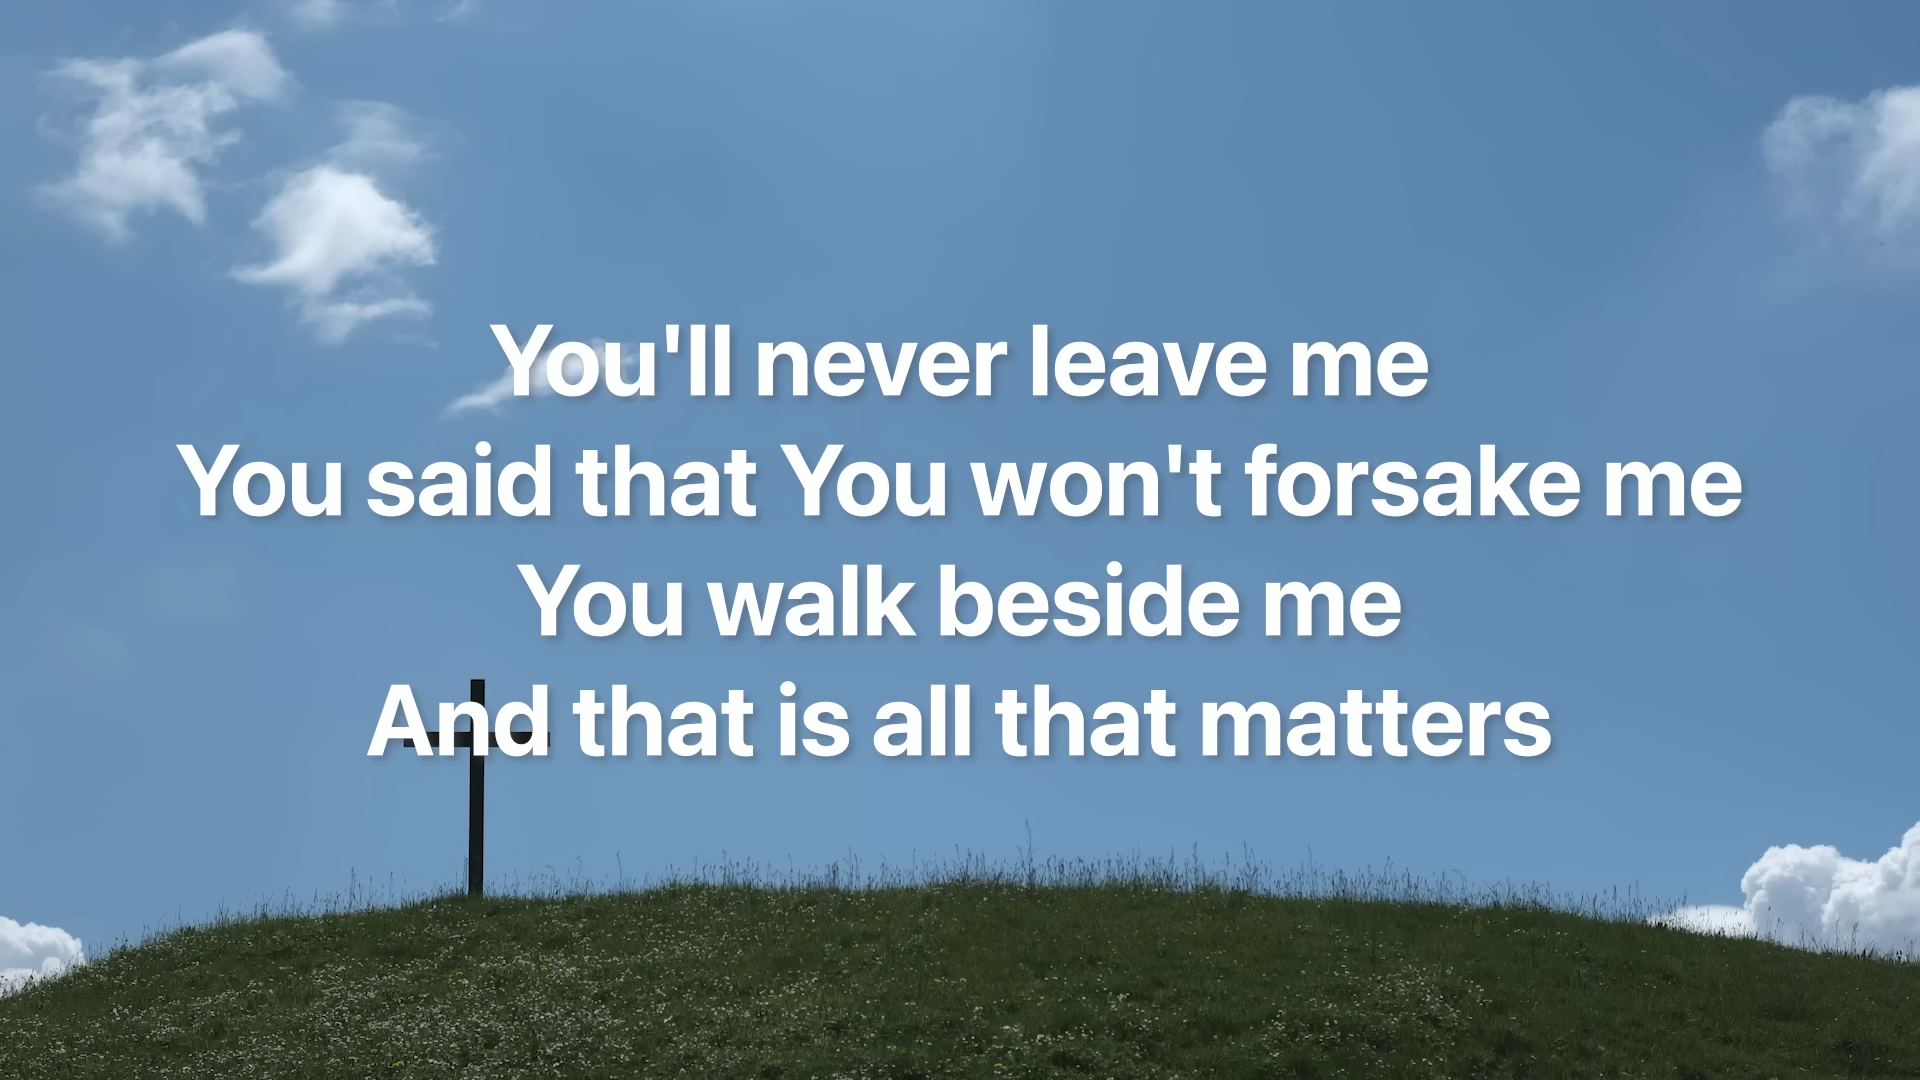 You'll never leave me
You said that You won't forsake me
You walk beside me
And that is all that matters